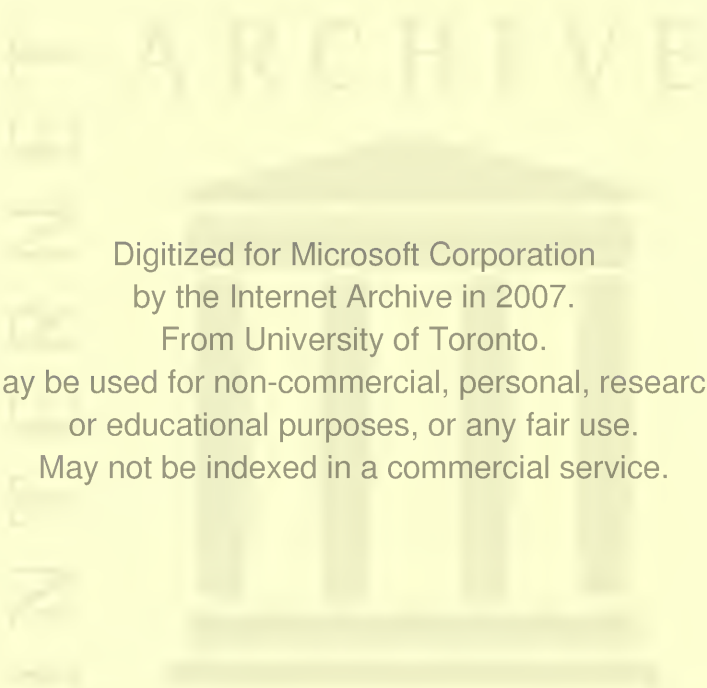 ARCHIVE
INTERNET
Digitized for Microsoft Corporation
by the Internet Archive in 2007.
From University of Toronto.
ay be used for non-commercial, personal, researc
or educational purposes, or any fair use.
May not be indexed in a commercial service.